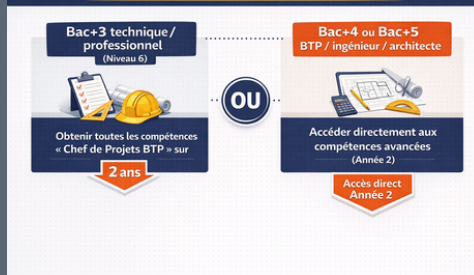 Bac+3 technique /
professionnel
(Niveau 6)
Obtenir toutes les compétences
« Chef de Projets BTP » sur
2 ans
OU
Bac+4 ou Bac+5
BTP / ingénieur / architecte
Accéder directement aux
compétences avancées
(Année 2)
Accès direct
Année 2